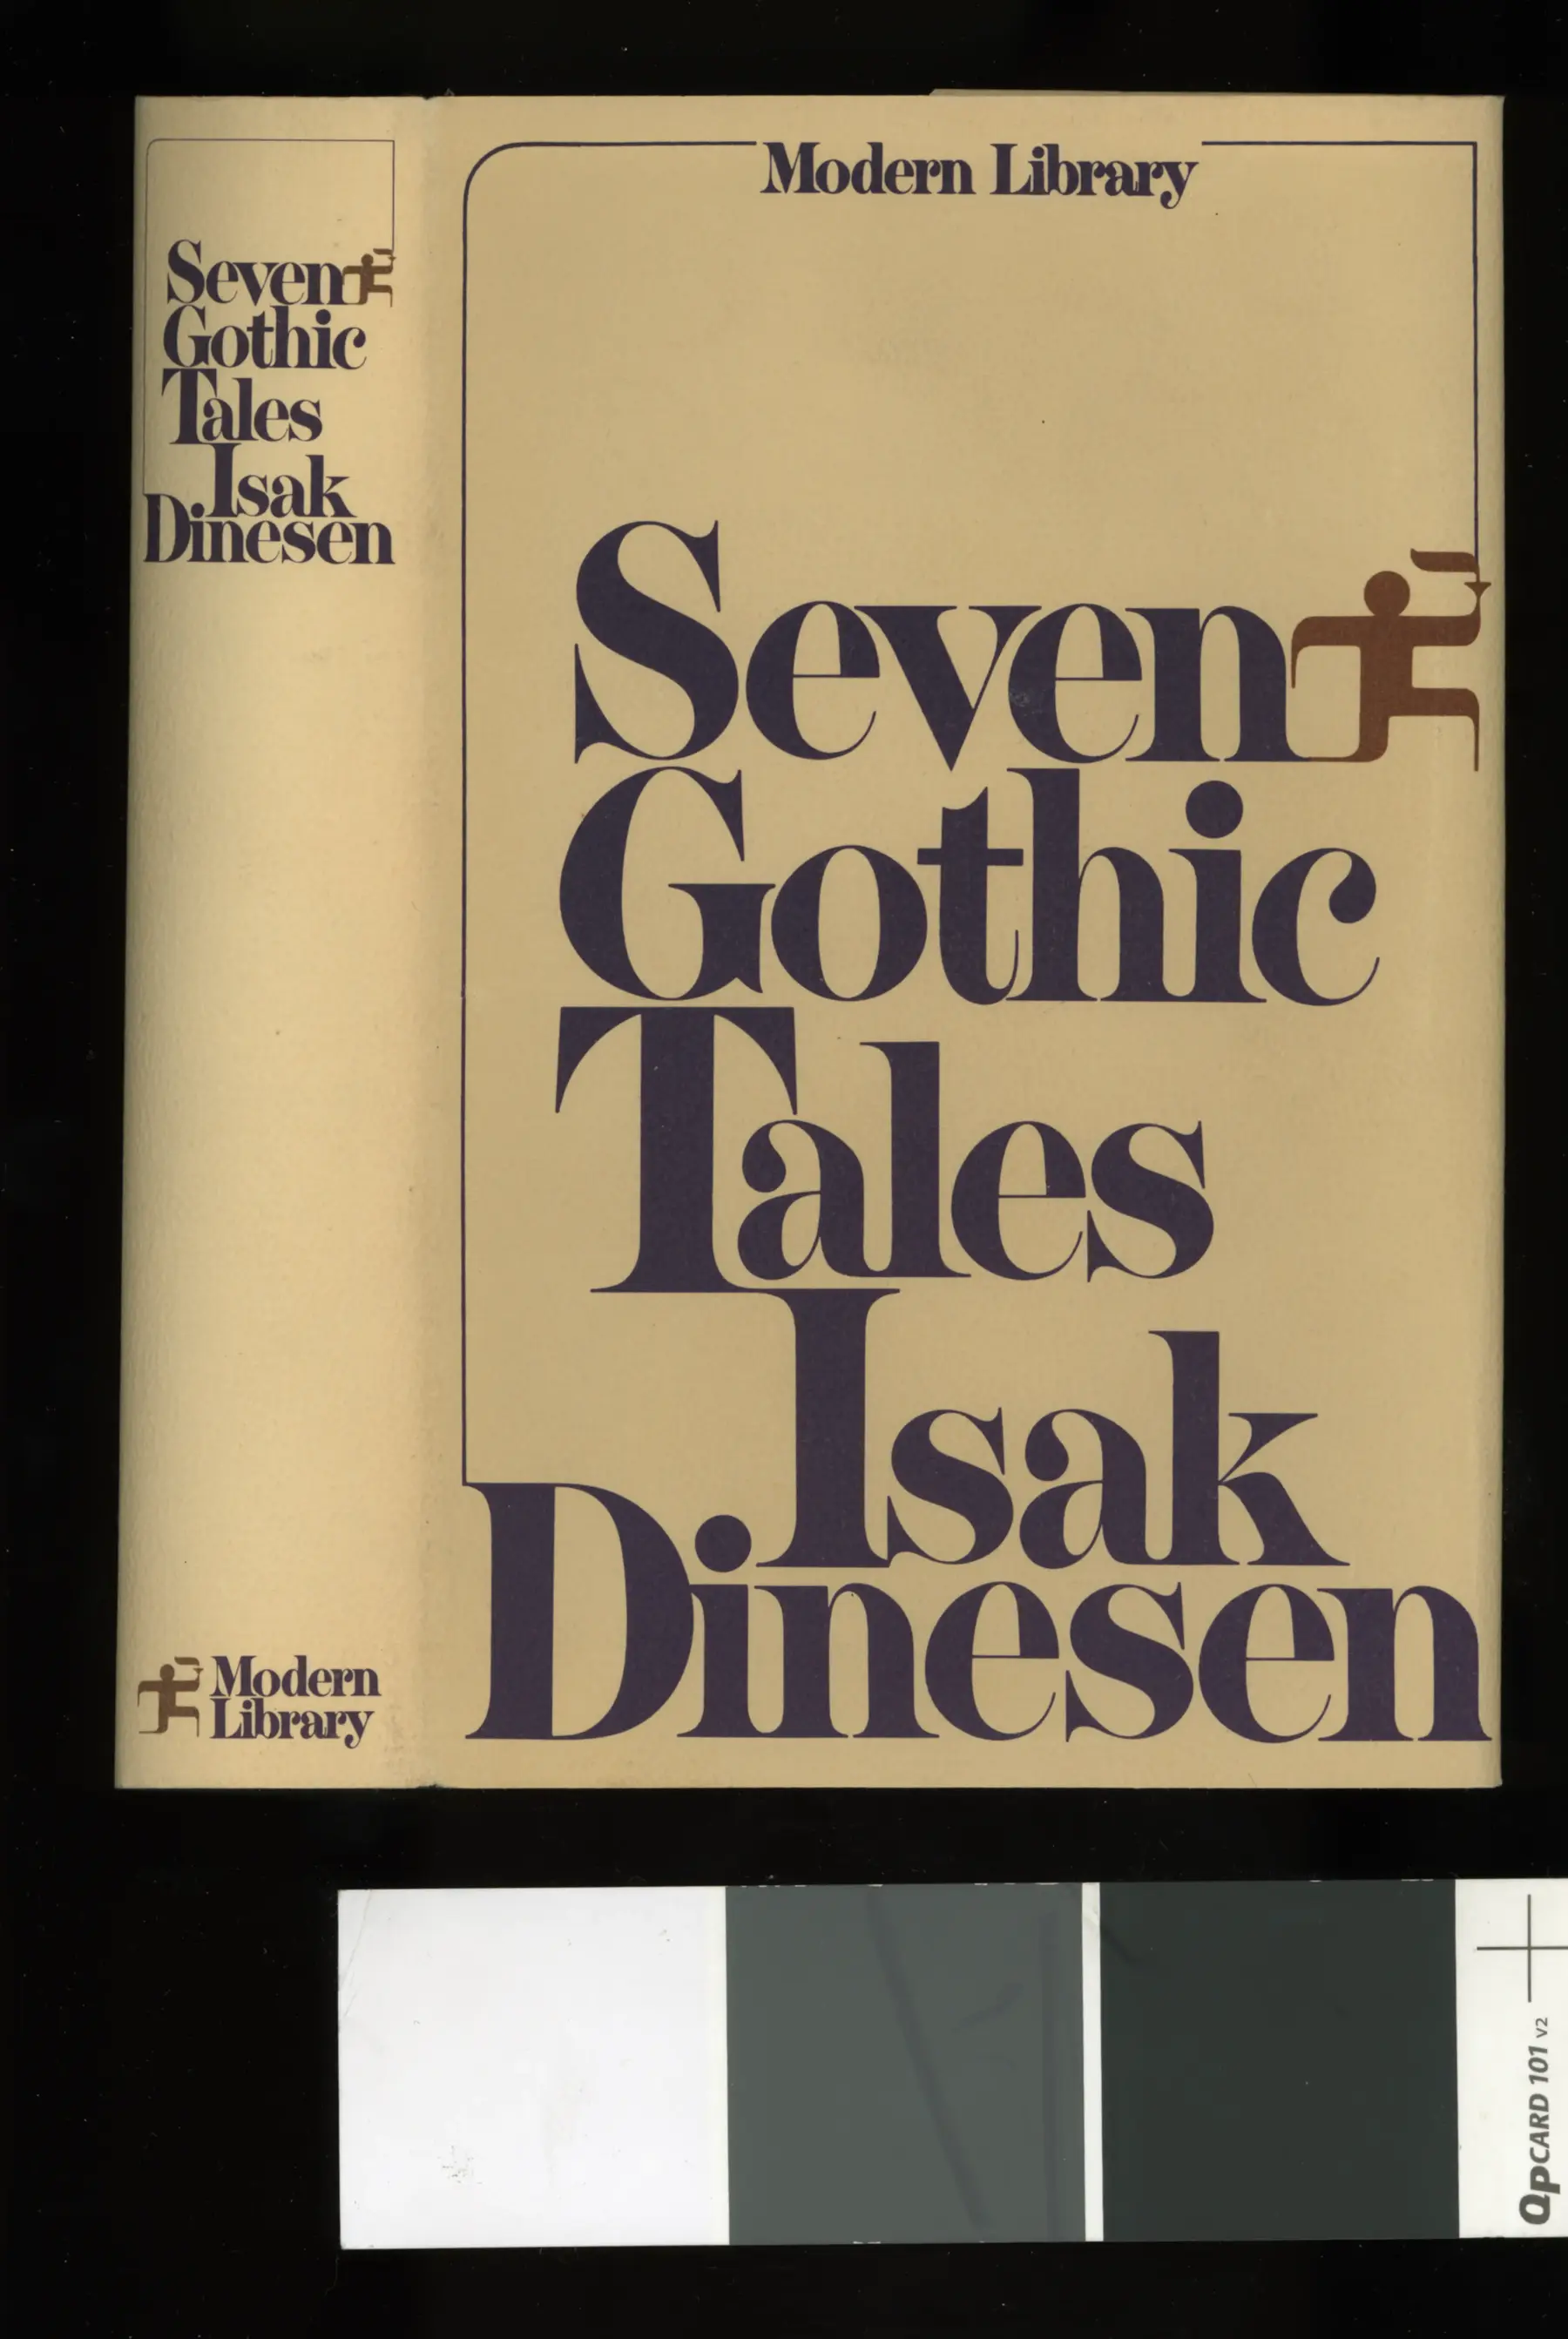 Seven
Gothic
Tales
Isak
Dinesen
Modern
Library
Modern Library
Seven
Gothic
Tales
Isak
Dinesen
QpCARD 101 v2